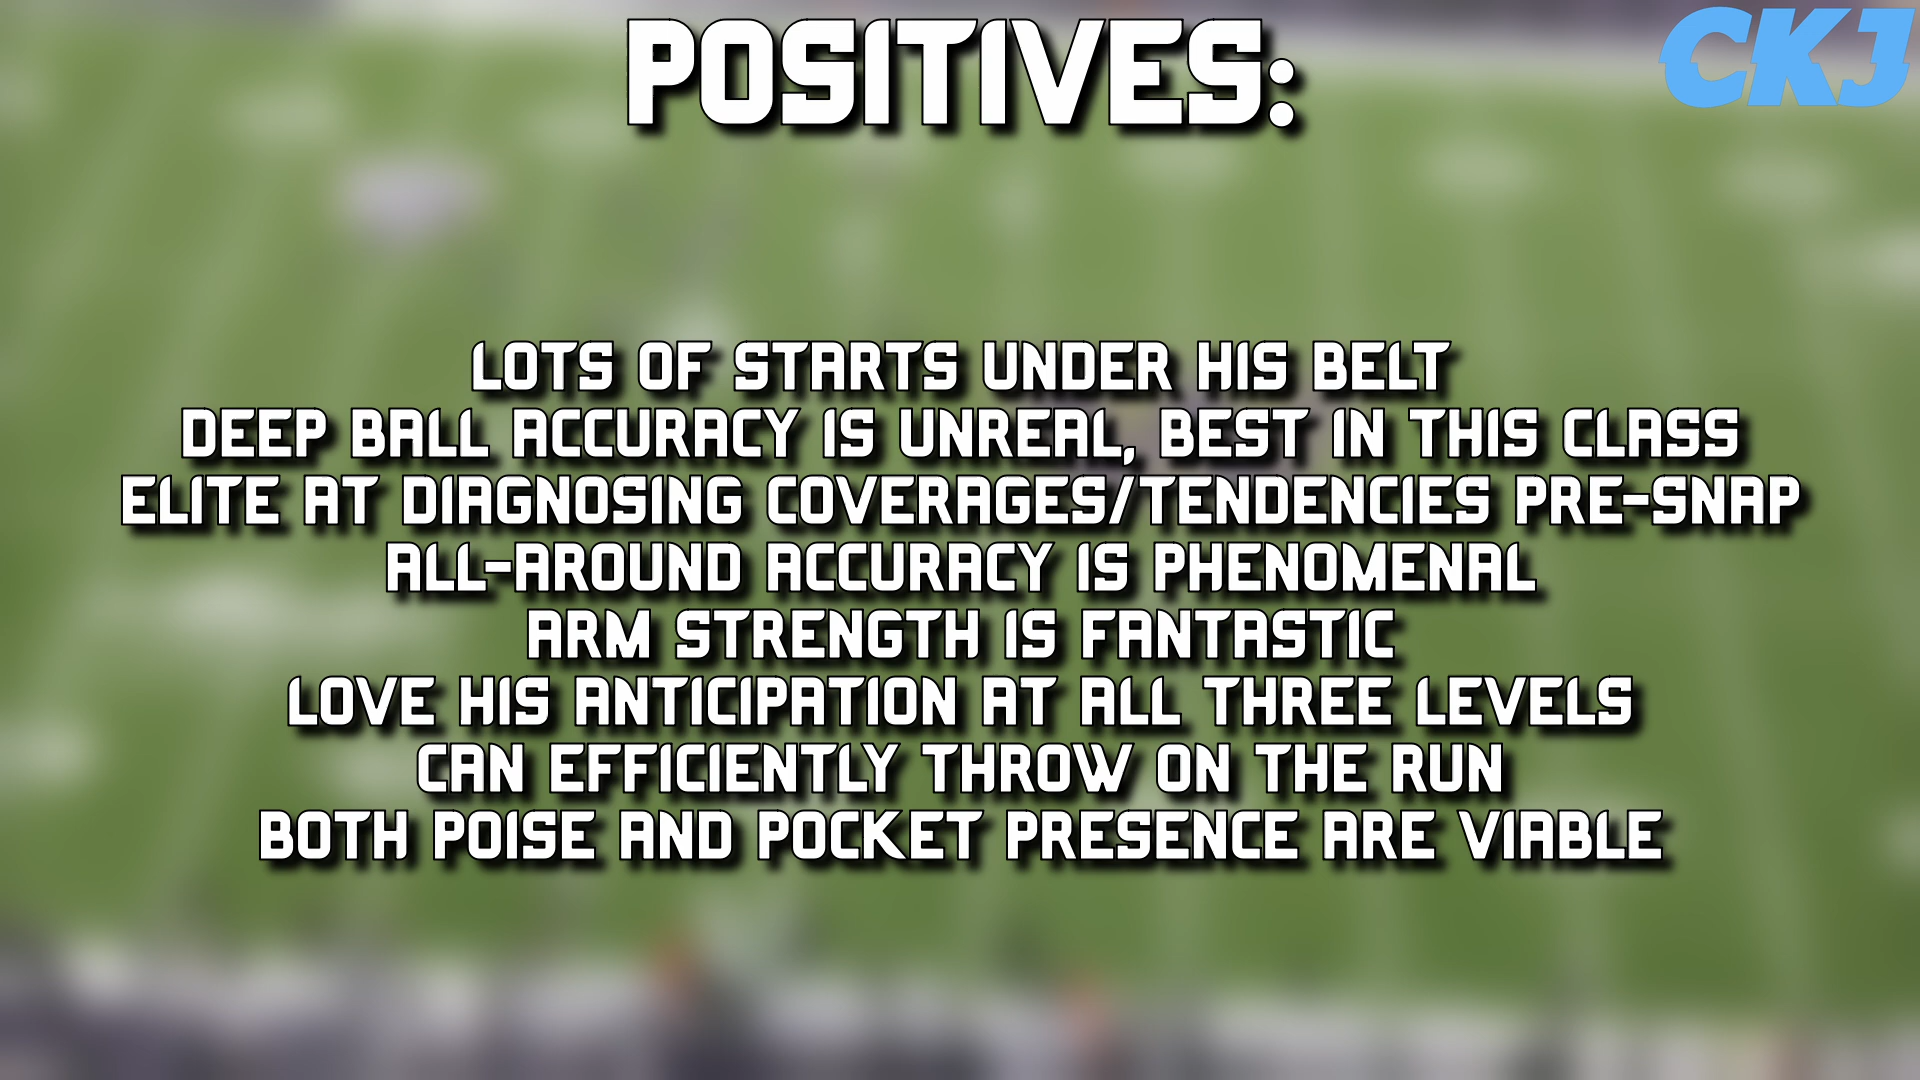 POSITIVES:
CKJ
LOTS OF STARTS UNDER HIS BELT
DEEP BALL ACCURACY IS UNREAL, BEST IN THIS CLASS
ELITE AT DIAGNOSING COVERAGES/TENDENCIES PRE-SNAP
ALL-AROUND ACCURACY IS PHENOMENAL
ARM STRENGTH IS FANTASTIC
LOVE HIS ANTICIPATION AT ALL THREE LEVELS
CAN EFFICIENTLY THROW ON THE RUN
BOTH POISE AND POCKET PRESENCE ARE VIABLE